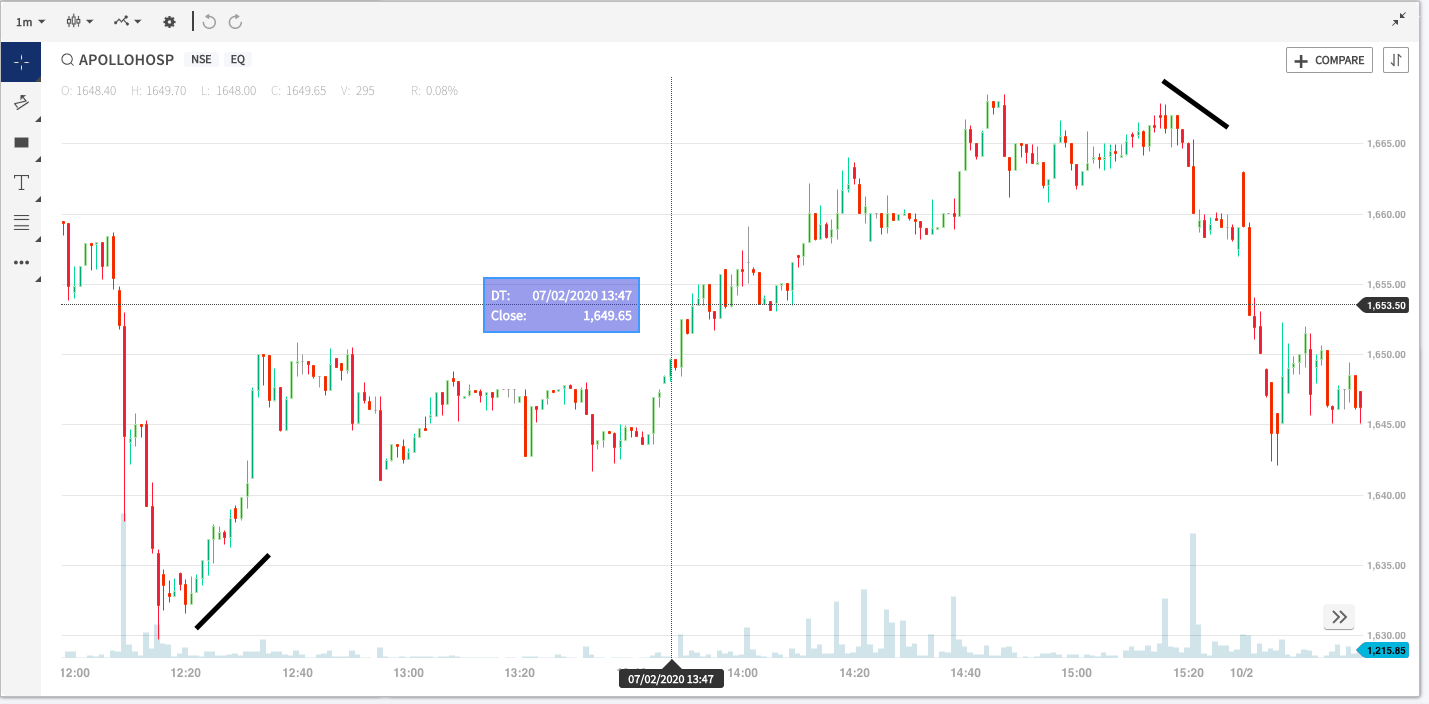 1m
APOLLOHOSP NSE EQ
COMPARE
O: 1648.40 H: 1649.70 L: 1648.00 C: 1649.65 V: 295 R: 0.08%
T
1,665.00
1,660.00
1,655.00
DT: 07/02/2020 13:47
Close: 1,649.65
1,653.50
1,650.00
1,645.00
1,640.00
1,635.00
1,630.00
1,215.85
12:00 12:20 12:40 13:00 13:20 14:00 14:20 14:40 15:00 15:20 10/2
07/02/2020 13:47